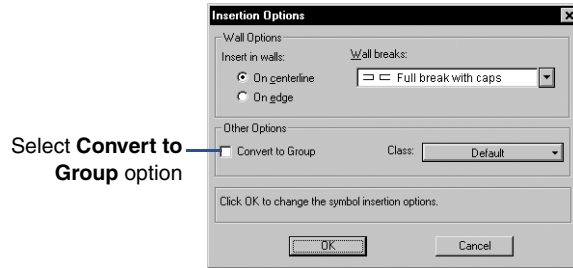 Insertion Options
Wall Options
Insert in walls:
Wall breaks:
On centerline
Full break with caps
On edge
Other Options
Select Convert to
Group option
Convert to Group
Class:
Default
Click OK to change the symbol insertion options.
OK
Cancel